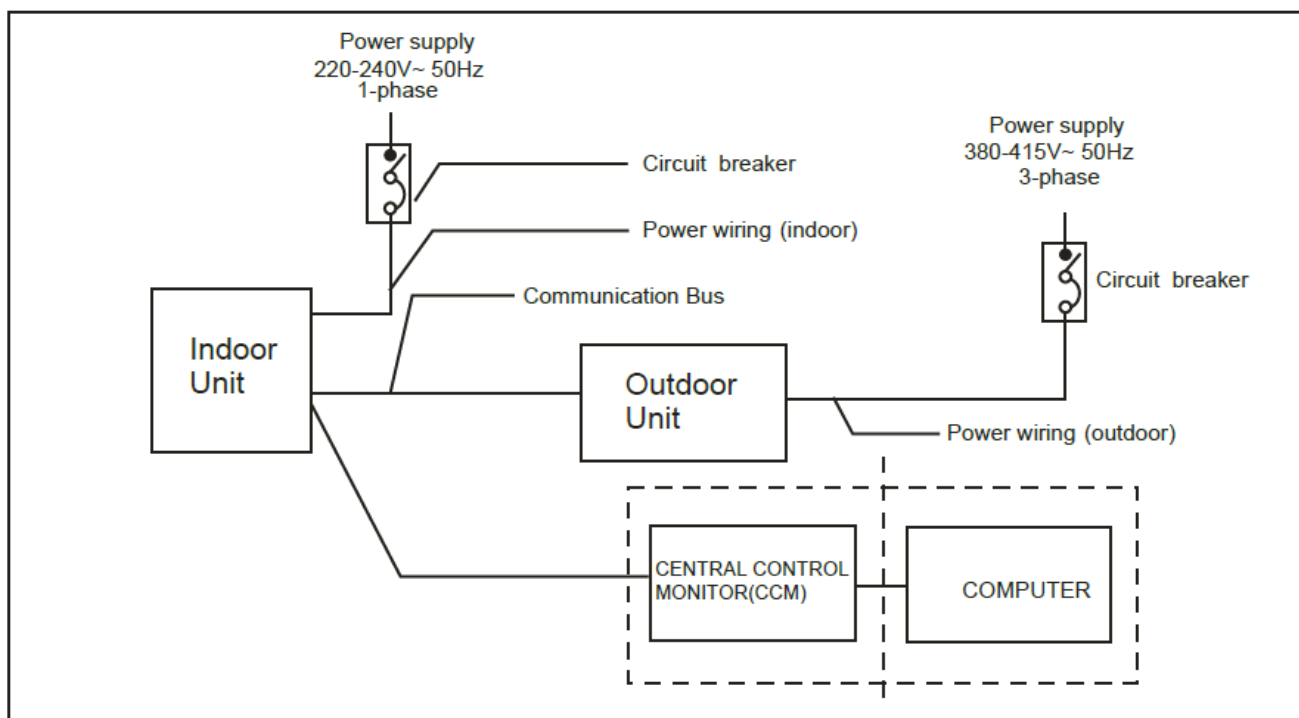 Power supply
220-240V~ 50Hz
1-phase
Power supply
380-415V~ 50Hz
3-phase
Circuit breaker
Power wiring (indoor)
Circuit breaker
Communication Bus
Indoor
Unit
Outdoor
Unit
Power wiring (outdoor)
CENTRAL CONTROL
MONITOR(CCM)
COMPUTER